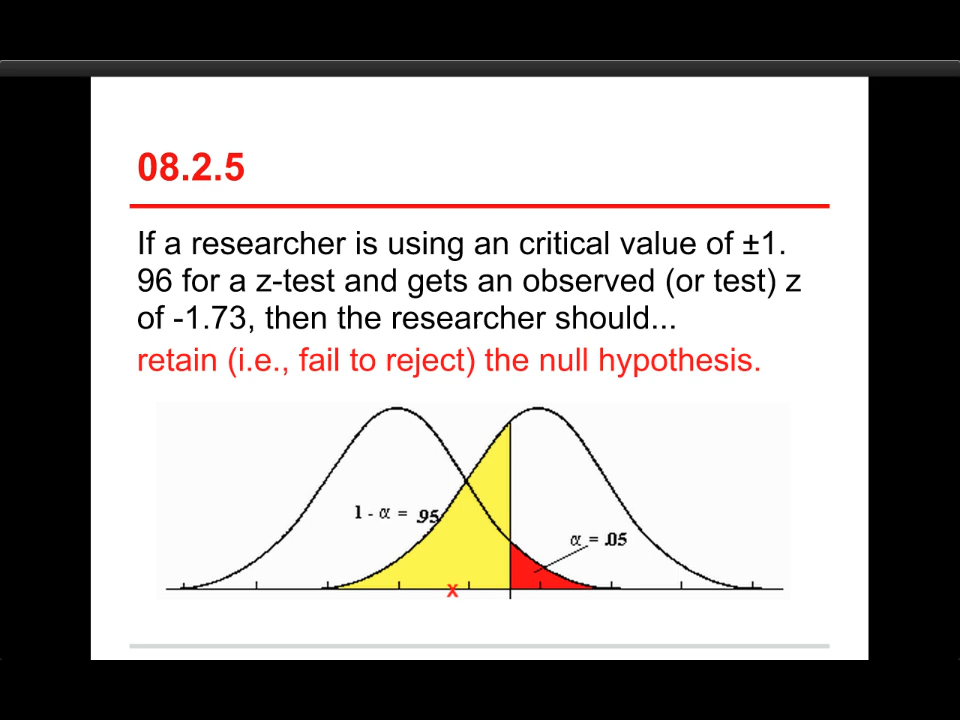 08.2.5
If a researcher is using an critical value of ±1.
96 for a z-test and gets an observed (or test) z
of -1.73, then the researcher should...
retain (i.e., fail to reject) the null hypothesis.
1 - α = .95
α = .05
x